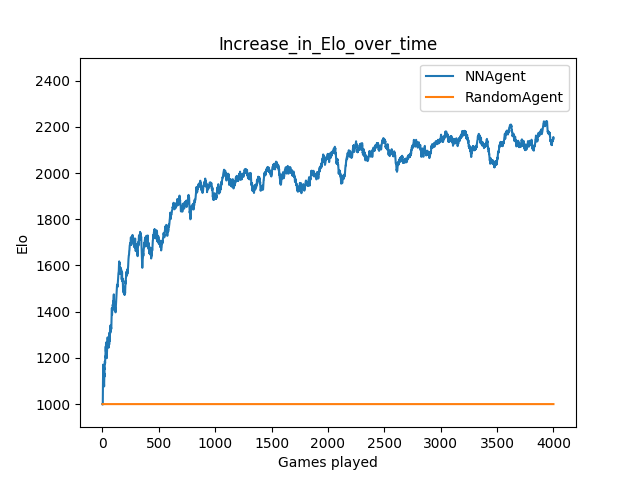 Increase_in_Elo_over_time
NNAgent
RandomAgent
2400
2200
2000
1800
1600
1400
1200
1000
Elo
0 500 1000 1500 2000 2500 3000 3500 4000
Games played